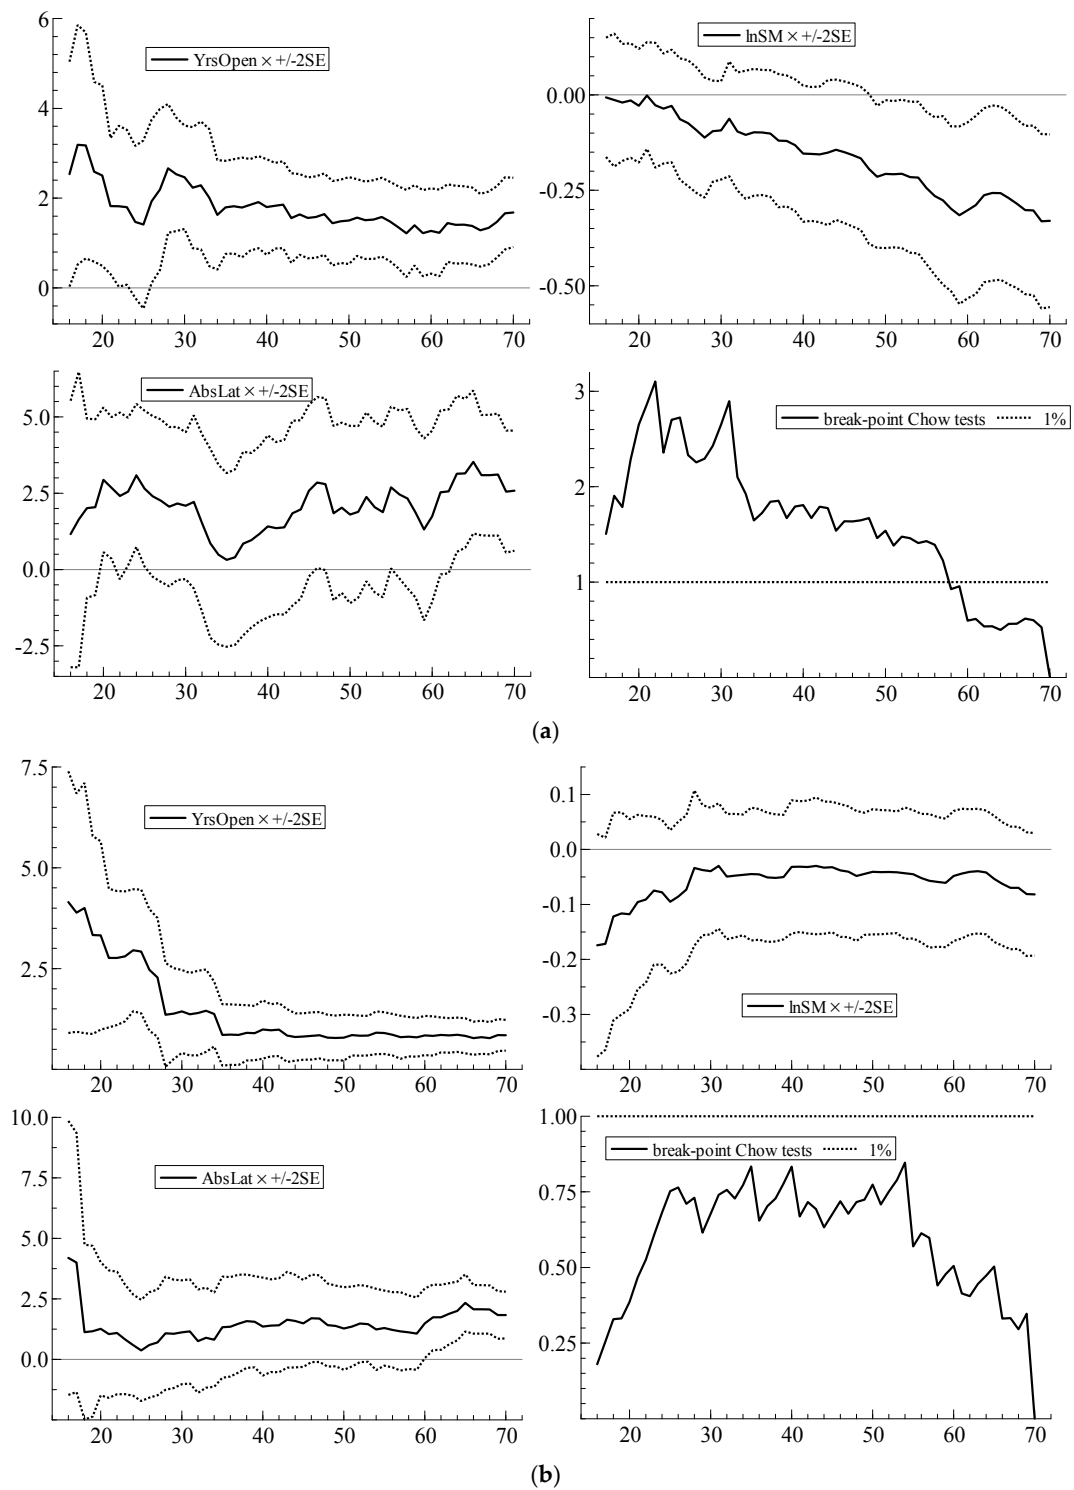 6
4
2
0
YrsOpen × +/-2SE
20 30 40 50 60 70
0.00
-0.25
-0.50
lnSM × +/-2SE
20 30 40 50 60 70
5.0
2.5
0.0
-2.5
AbsLat × +/-2SE
20 30 40 50 60 70
3
2
1
break-point Chow tests 1%
20 30 40 50 60 70
(a)
7.5
5.0
2.5
YrsOpen × +/-2SE
20 30 40 50 60 70
0.1
0.0
-0.1
-0.2
-0.3
lnSM × +/-2SE
20 30 40 50 60 70
10.0
7.5
5.0
2.5
0.0
AbsLat × +/-2SE
20 30 40 50 60 70
1.00
0.75
0.50
0.25
break-point Chow tests 1%
20 30 40 50 60 70
(b)